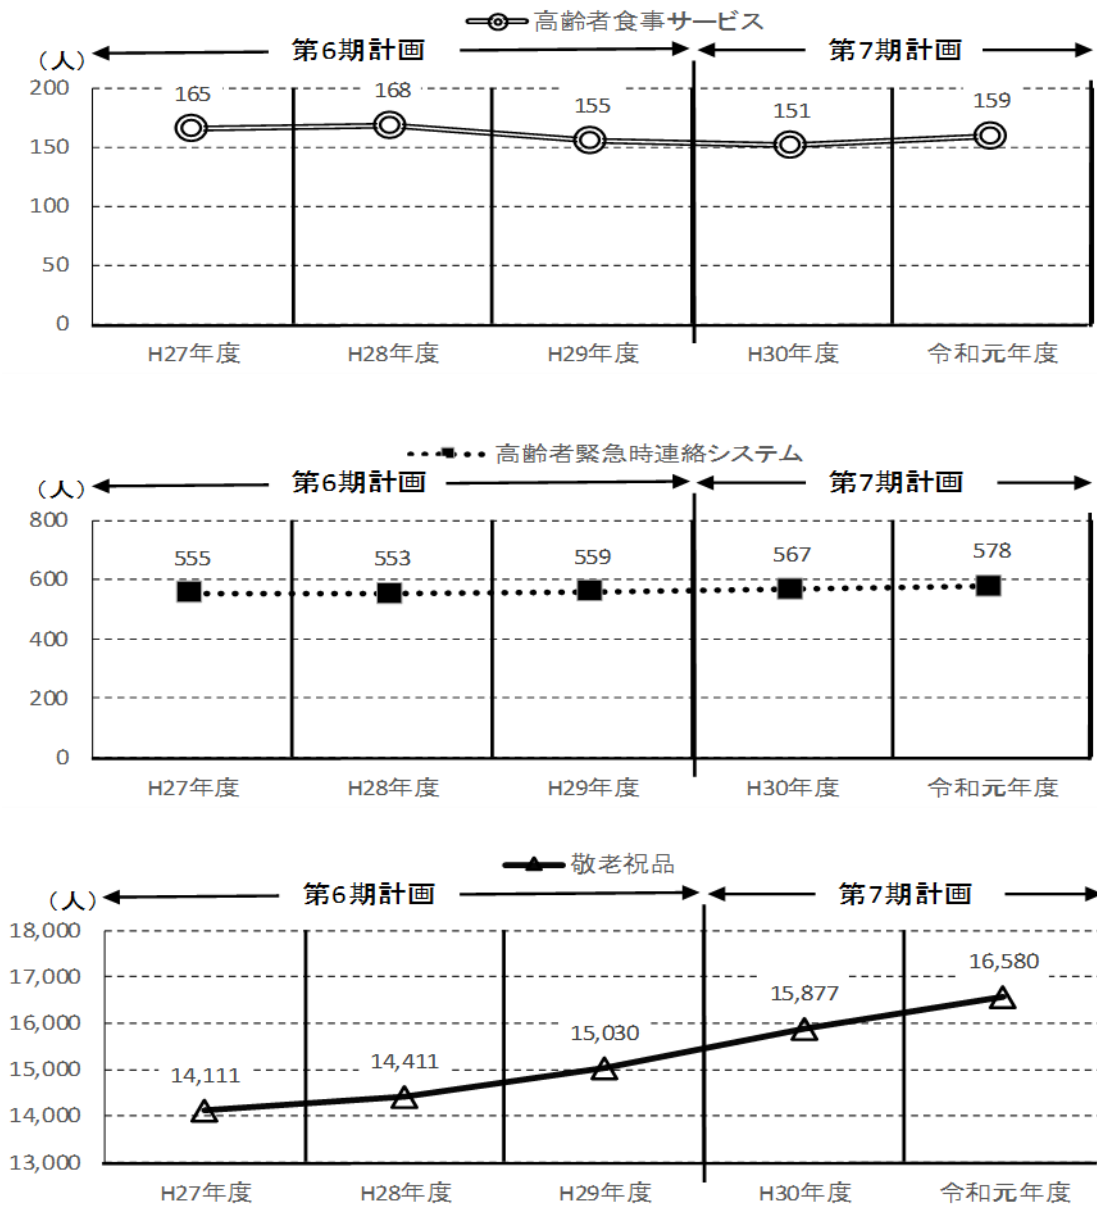 高齢者食事サービス
(人) 第6期計画 第7期計画
200
165 168 155 151 159
150
100
50
0
H27年度 H28年度 H29年度 H30年度 令和元年度
高齢者緊急時連絡システム
(人) 第6期計画 第7期計画
800
555 553 559 567 578
600
400
200
0
H27年度 H28年度 H29年度 H30年度 令和元年度
敬老祝品
(人) 第6期計画 第7期計画
18,000
17,000
16,580
15,877
16,000
15,030
15,000
14,111 14,411
14,000
13,000
H27年度 H28年度 H29年度 H30年度 令和元年度